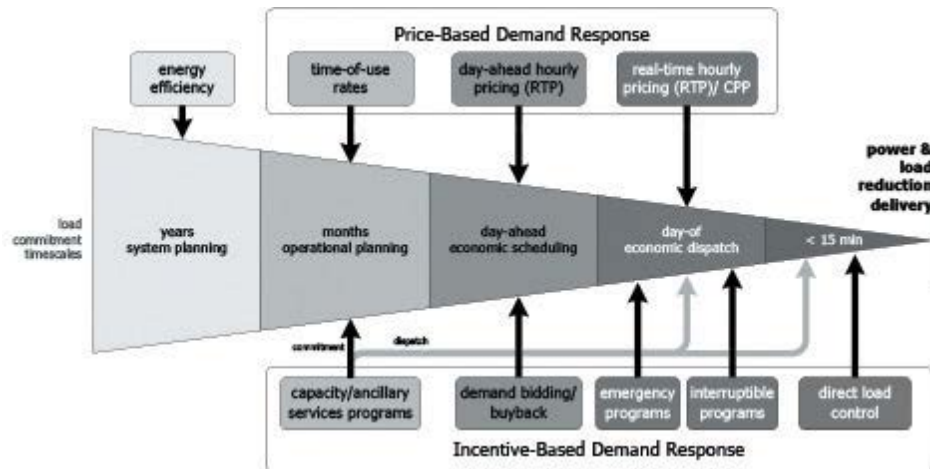 Price-Based Demand Response
energy
efficiency
time-of-use
rates
day-ahead hourly
pricing (RTP)
real-time hourly
pricing (RTP)/ CPP
power &
load
reduction
delivery
load
commitment
timescales
years
system planning
months
operational planning
day-ahead
economic scheduling
day-of
economic dispatch
< 15 min
commitment
dispatch
capacity/ancillary
services programs
demand bidding/
buyback
emergency
programs
interruptible
programs
direct load
control
Incentive-Based Demand Response